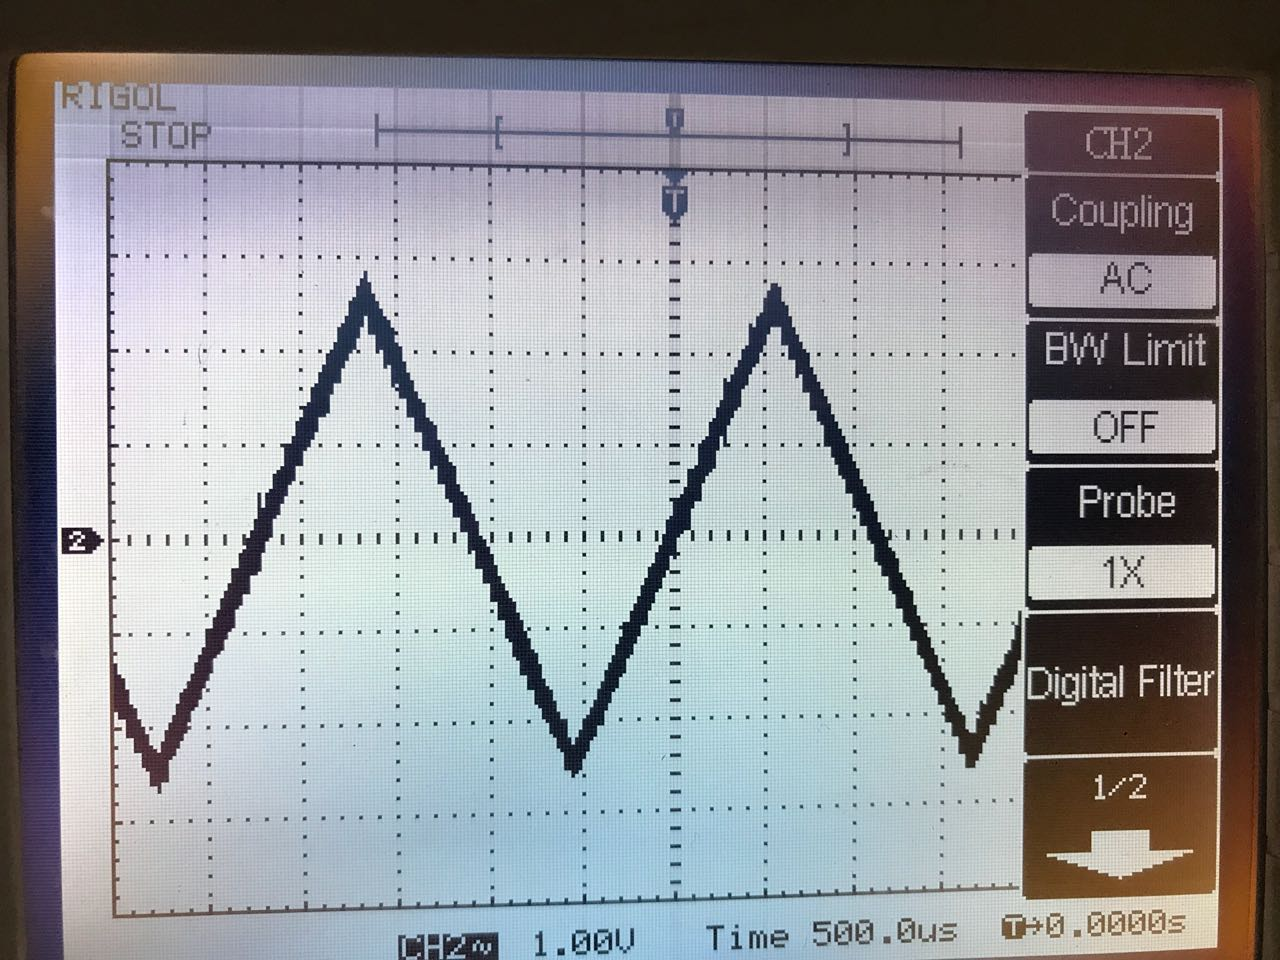 RIGOL
STOP
T
T
CH2
Coupling
AC
BW Limit
OFF
Probe
1X
Digital Filter
1/2
2
CH2~ 1.00V Time 500.0us T→0.0000s